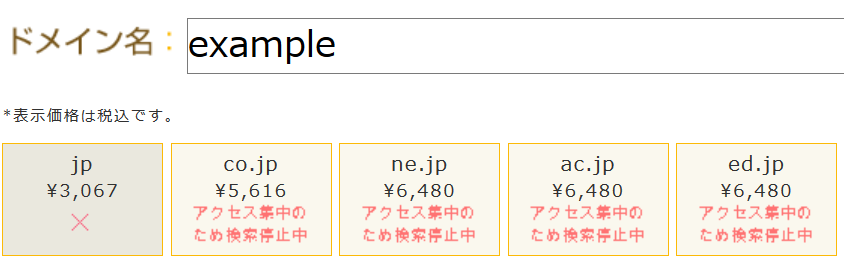 ドメイン名：
example
*表示価格は税込です。
jp
¥3,067
×
co.jp
¥5,616
アクセス集中の
ため検索停止中
ne.jp
¥6,480
アクセス集中の
ため検索停止中
ac.jp
¥6,480
アクセス集中の
ため検索停止中
ed.jp
¥6,480
アクセス集中の
ため検索停止中